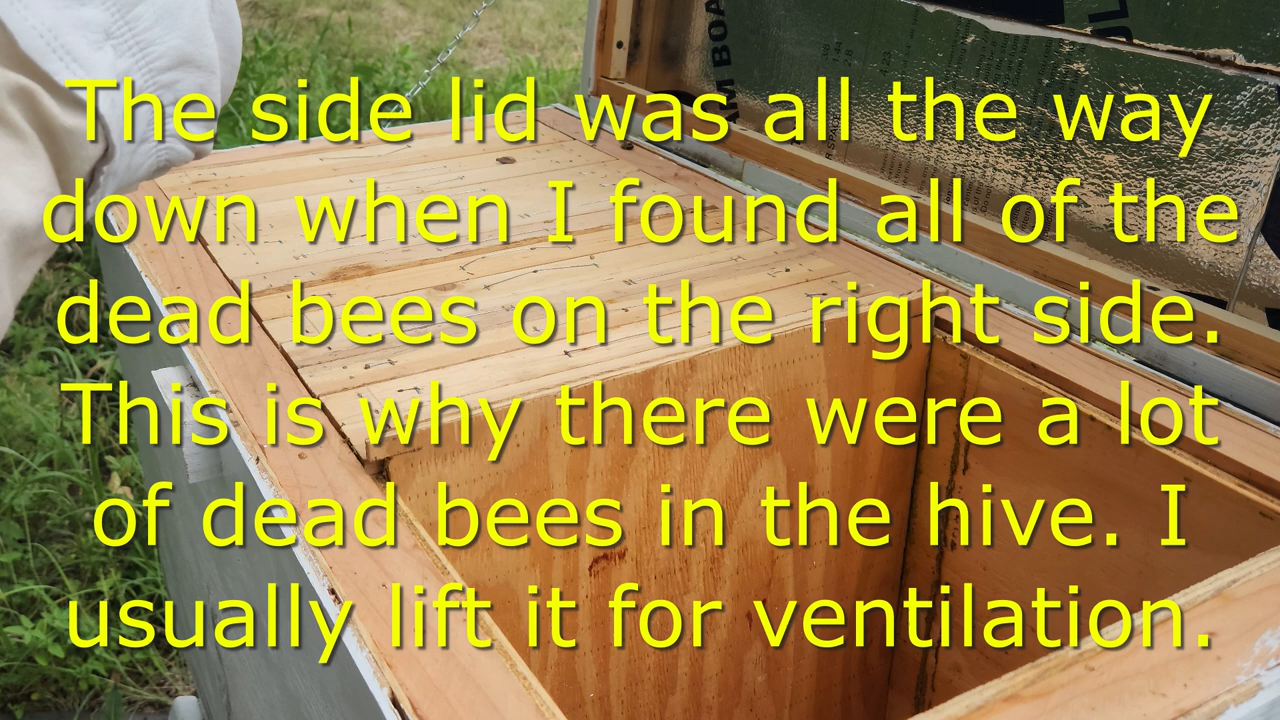 The side lid was all the way
down when I found all of the
dead bees on the right side.
This is why there were a lot
of dead bees in the hive. I
usually lift it for ventilation.